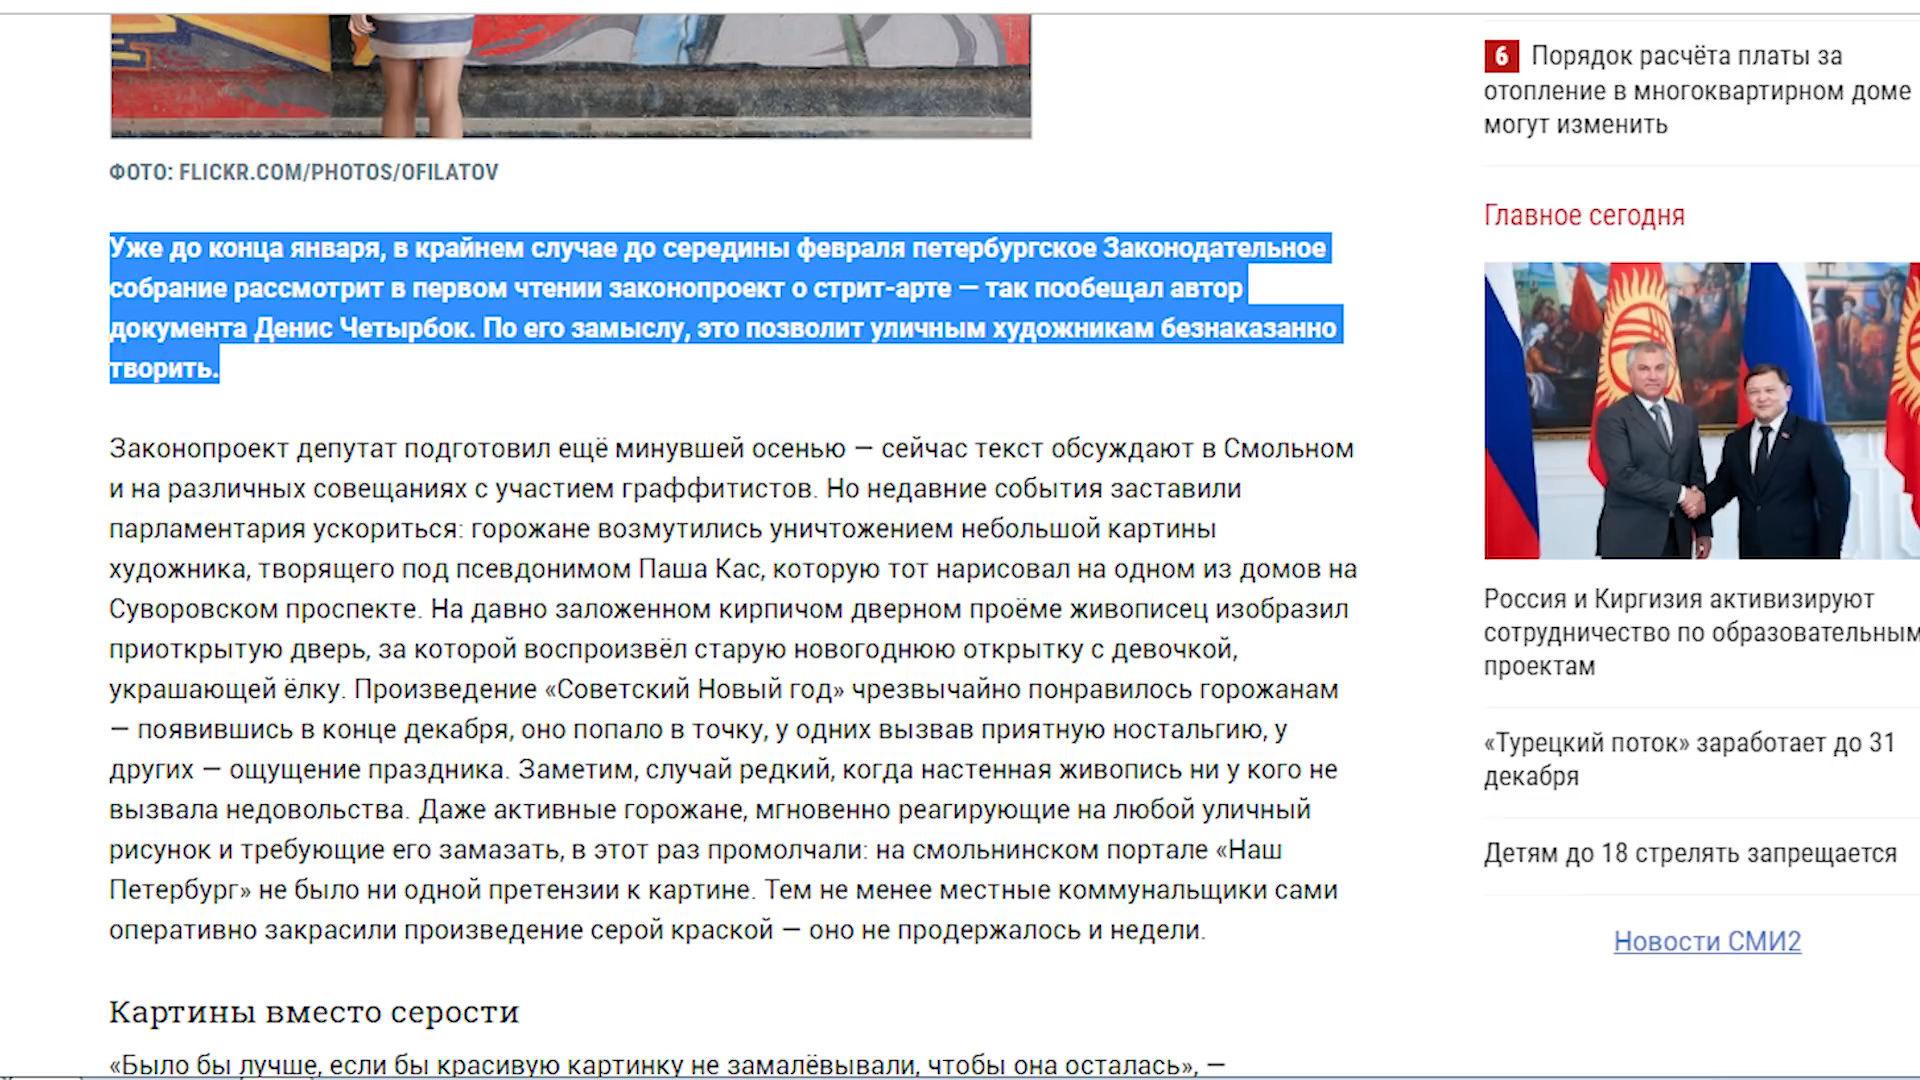 ФОТО: FLICKR.COM/PHOTOS/OFILATOV
Уже до конца января, в крайнем случае до середины февраля петербургское Законодательное
собрание рассмотрит в первом чтении законопроект о стрит-арте — так пообещал автор
документа Денис Четырбок. По его замыслу, это позволит уличным художникам безнаказанно
творить.
Законопроект депутат подготовил ещё минувшей осенью — сейчас текст обсуждают в Смольном
и на различных совещаниях с участием граффитистов. Но недавние события заставили
парламентария ускориться: горожане возмутились уничтожением небольшой картины
художника, творящего под псевдонимом Паша Кас, которую тот нарисовал на одном из домов на
Суворовском проспекте. На давно заложенном кирпичом дверном проёме живописец изобразил
приоткрытую дверь, за которой воспроизвёл старую новогоднюю открытку с девочкой,
украшающей ёлку. Произведение «Советский Новый год» чрезвычайно понравилось горожанам
— появившись в конце декабря, оно попало в точку, у одних вызвав приятную ностальгию, у
других — ощущение праздника. Заметим, случай редкий, когда настенная живопись ни у кого не
вызвала недовольства. Даже активные горожане, мгновенно реагирующие на любой уличный
рисунок и требующие его замазать, в этот раз промолчали: на смольнинском портале «Наш
Петербург» не было ни одной претензии к картине. Тем не менее местные коммунальщики сами
оперативно закрасили произведение серой краской — оно не продержалось и недели.
Картины вместо серости
«Было бы лучше, если бы красивую картинку не замалёвывали, чтобы она осталась», —
6 Порядок расчёта платы за
отопление в многоквартирном доме
могут изменить
Главное сегодня
Россия и Киргизия активизируют
сотрудничество по образовательным
проектам
«Турецкий поток» заработает до 31
декабря
Детям до 18 стрелять запрещается
Новости СМИ2